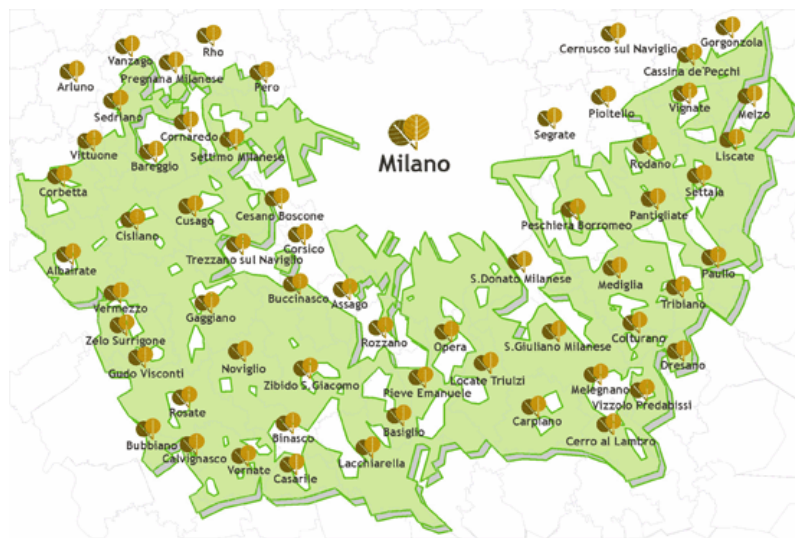 Rho
Gorgonzola
Cernusco sul Naviglio
Vanzago
Cassina de'Pecchi
Pregnana Milanese
Arluno
Pero
Sedriano
Pioltello
Vignate
Melzo
Segrate
Cornaredo
Vittuone
Bareggio
Settimo Milanese
Milano
Rodano
Liscate
Corbetta
Settala
Cusago
Cesano Boscone
Peschiera Borromeo
Pantigliate
Cisliano
Corsico
Trezzano sul Naviglio
Albairate
S.Donato Milanese
Mediglia
Paullo
Buccinasco
Assago
Tribiano
Vermezzo
Gaggiano
Zelo Surrigone
Rozzano
Opera
S.Giuliano Milanese
Colturano
Gudo Visconti
Noviglio
Dresano
Zibido S.Giacomo
Locate Triulzi
Pieve Emanuele
Melegnano
Vizzolo Predabissi
Rosate
Basiglio
Carpiano
Bubbiano
Binasco
Cerro al Lambro
Calvignasco
Vernate
Lacchiarella
Casarile